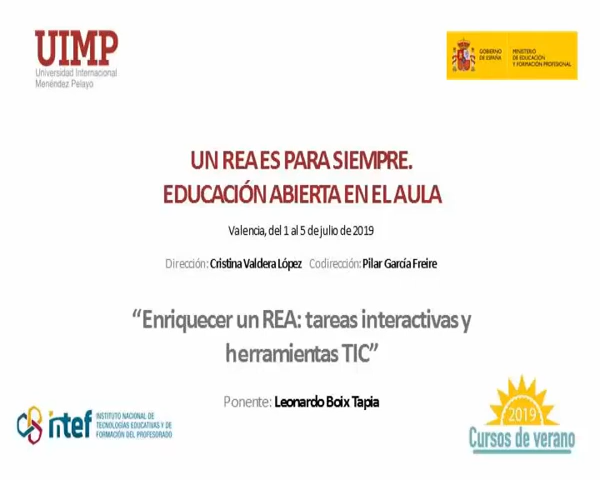 UIMP
Universidad Internacional
Menéndez Pelayo
GOBIERNO
DE ESPAÑA
MINISTERIO
DE EDUCACIÓN
Y FORMACIÓN PROFESIONAL
UN REA ES PARA SIEMPRE.
EDUCACIÓN ABIERTA EN EL AULA
Valencia, del 1 al 5 de julio de 2019
Dirección: Cristina Valdera López Codirección: Pilar García Freire
“Enriquecer un REA: tareas interactivas y
herramientas TIC”
Ponente: Leonardo Boix Tapia
intef
INSTITUTO NACIONAL DE
TECNOLOGÍAS EDUCATIVAS Y DE
FORMACIÓN DEL PROFESORADO
2019
Cursos de verano